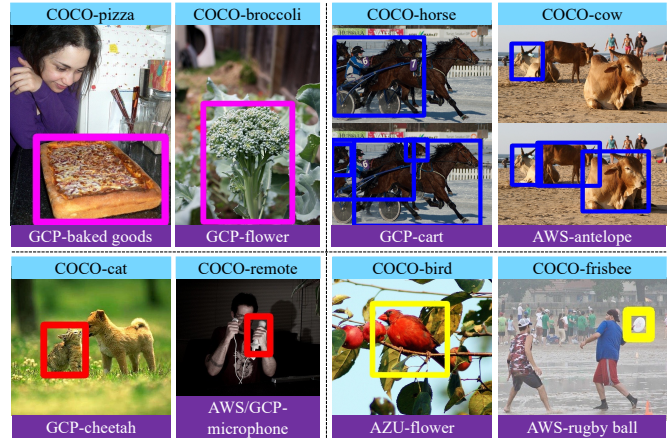 COCO-pizza
COCO-broccoli
COCO-horse
COCO-cow
GCP-baked goods
GCP-flower
GCP-cart
AWS-antelope
COCO-cat
COCO-remote
COCO-bird
COCO-frisbee
GCP-cheetah
AWS/GCP-
microphone
AZU-flower
AWS-rugby ball